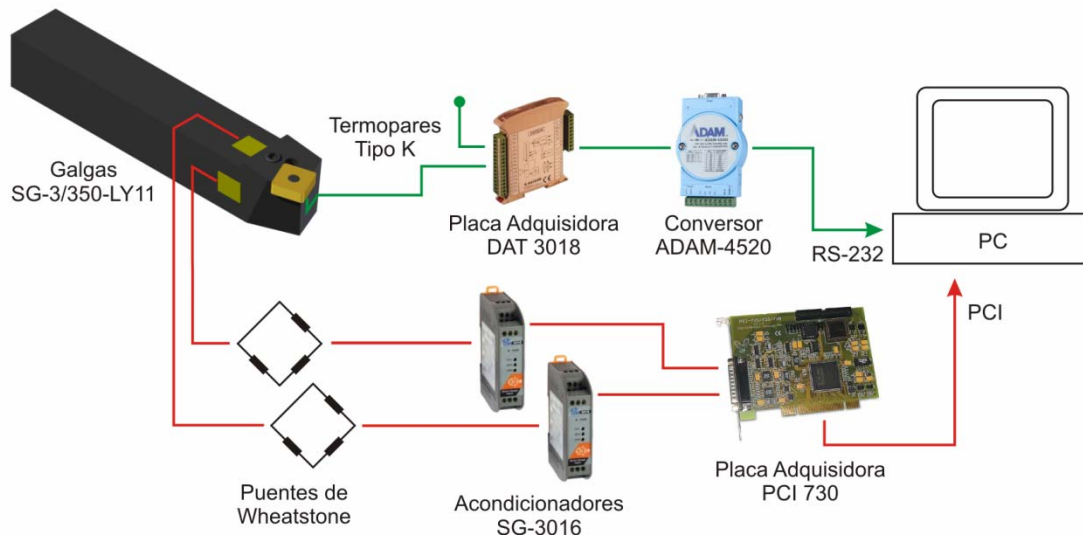 Galgas
SG-3/350-LY11
Termopares
Tipo K
Placa Adquisidora
DAT 3018
ADAM
Conversor
ADAM-4520
RS-232
PC
PCI
Puentes de
Wheatstone
Acondicionadores
SG-3016
Placa Adquisidora
PCI 730